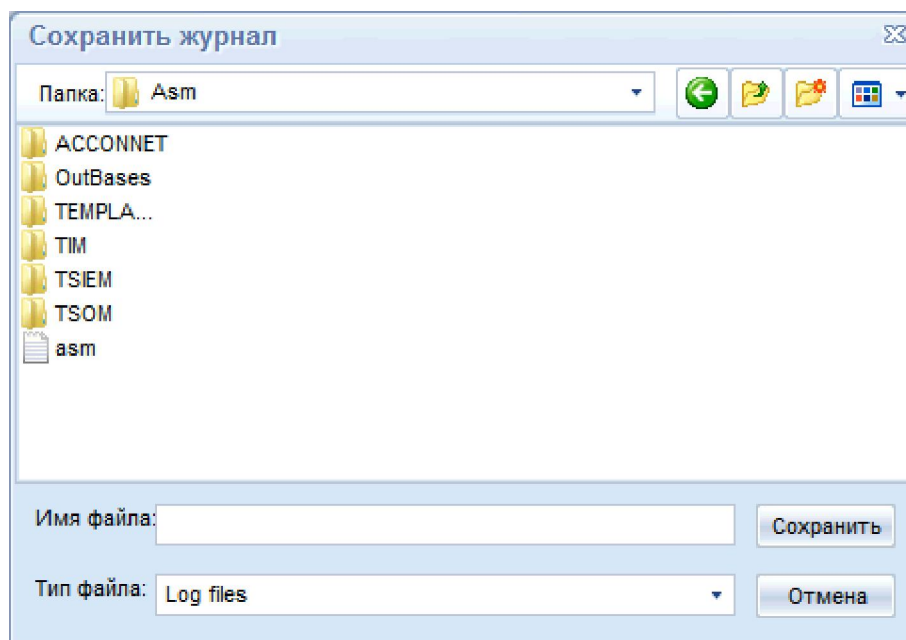 Сохранить журнал
Папка: Asm
ACCONNET
OutBases
TEMPLA...
TIM
TSIEM
TSOM
asm
Имя файла:
Сохранить
Тип файла: Log files
Отмена